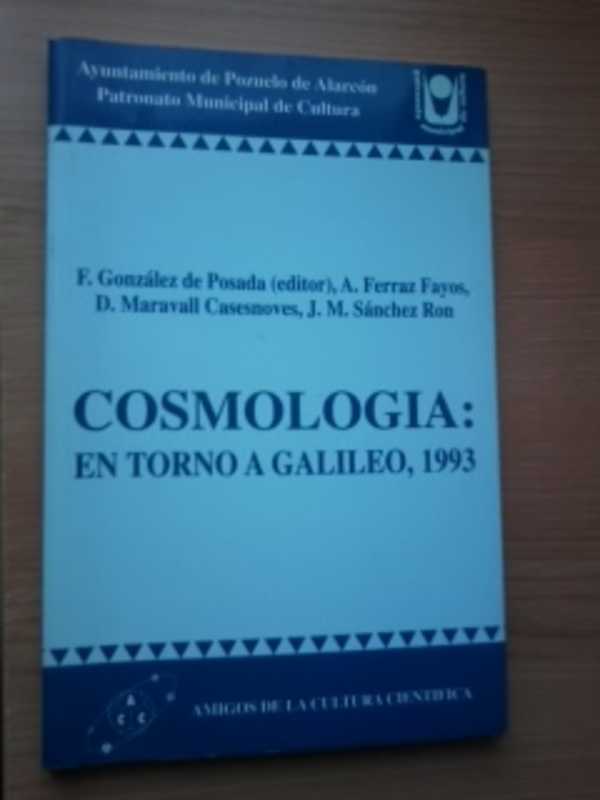 Ayuntamiento de Pozuelo de Alarcón
Patronato Municipal de Cultura
F. González de Posada (editor), A. Ferraz Fayos,
D. Maravall Casesnoves, J. M. Sánchez Ron
COSMOLOGIA:
EN TORNO A GALILEO, 1993
A
C C
AMIGOS DE LA CULTURA CIENTIFICA